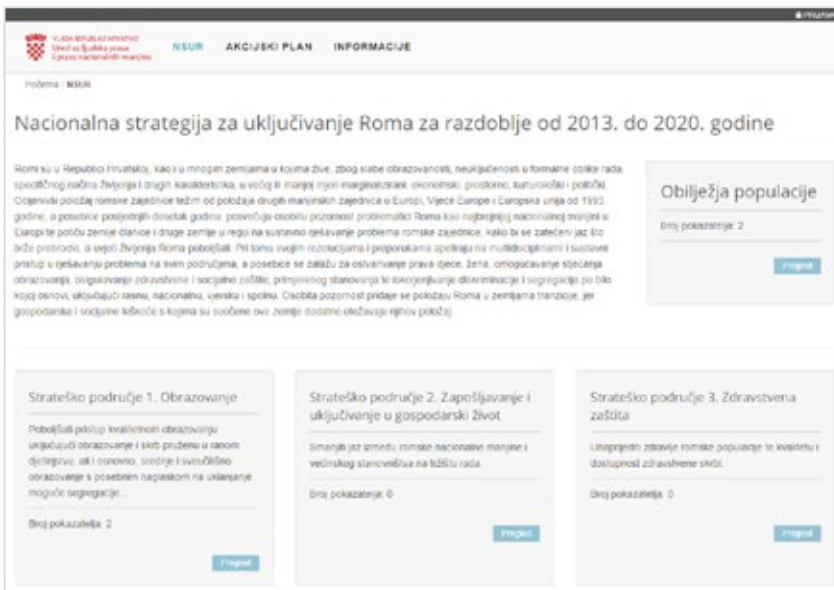 PRIJAVA
VLADA REPUBLIKE HRVATSKE
Ured za ljudska prava
i prava nacionalnih manjina
NSUR AKCIJSKI PLAN INFORMACIJE
Početna / NSUR
Nacionalna strategija za uključivanje Roma za razdoblje od 2013. do 2020. godine
Romi su u Republici Hrvatskoj, kao i u mnogim zemljama u kojima žive, zbog slabe obrazovanosti, neuključenosti u formalne oblike rada,
specifičnog načina življenja i drugih karakteristika, u većoj ili manjoj mjeri marginalizirani: ekonomski, prostorno, kulturološki i politički.
Ocijenivši položaj romske zajednice težim od položaja drugih manjinskih zajednica u Europi, Vijeće Europe i Europska unija od 1993.
godine, a posebice posljednjih desetak godina, posvećuju osobitu pozornost problematici Roma kao najbrojnijoj nacionalnoj manjini u
Europi te potiču zemlje članice i druge zemlje u regiji na sustavno rješavanje problema romske zajednice, kako bi se zatečeni jaz što
brže prebrodio, a uvjeti življenja Roma poboljšali. Pri tomu svojim rezolucijama i preporukama apeliraju na multidisciplinarni i sustavni
pristup u rješavanju problema na svim područjima, a posebice se zalažu za ostvarivanje prava djece, žena, omogućavanje stjecanja
obrazovanja, osiguravanje zdravstvene i socijalne zaštite, primjerenog stanovanja te iskorjenjivanje diskriminacije i segregacije po bilo
kojoj osnovi, uključujući rasnu, nacionalnu, vjersku i spolnu. Osobita pozornost pridaje se položaju Roma u zemljama tranzicije, jer
gospodarske i socijalne teškoće s kojima su suočene ove zemlje dodatno otežavaju njihov položaj.
Obilježja populacije
Broj pokazatelja: 2
Pregled
Strateško područje 1. Obrazovanje
Poboljšati pristup kvalitetnom obrazovanju
uključujući obrazovanje i skrb pruženu u ranom
djetinjstvu, ali i osnovno, srednje i sveučilišno
obrazovanje s posebnim naglaskom na uklanjanje
moguće segregacije...
Broj pokazatelja: 2
Pregled
Strateško područje 2. Zapošljavanje i
uključivanje u gospodarski život
Smanjiti jaz između romske nacionalne manjine i
većinskog stanovništva na tržištu rada.
Broj pokazatelja: 0
Pregled
Strateško područje 3. Zdravstvena
zaštita
Unaprijediti zdravlje romske populacije te kvalitetu i
dostupnost zdravstvene skrbi.
Broj pokazatelja: 0
Pregled